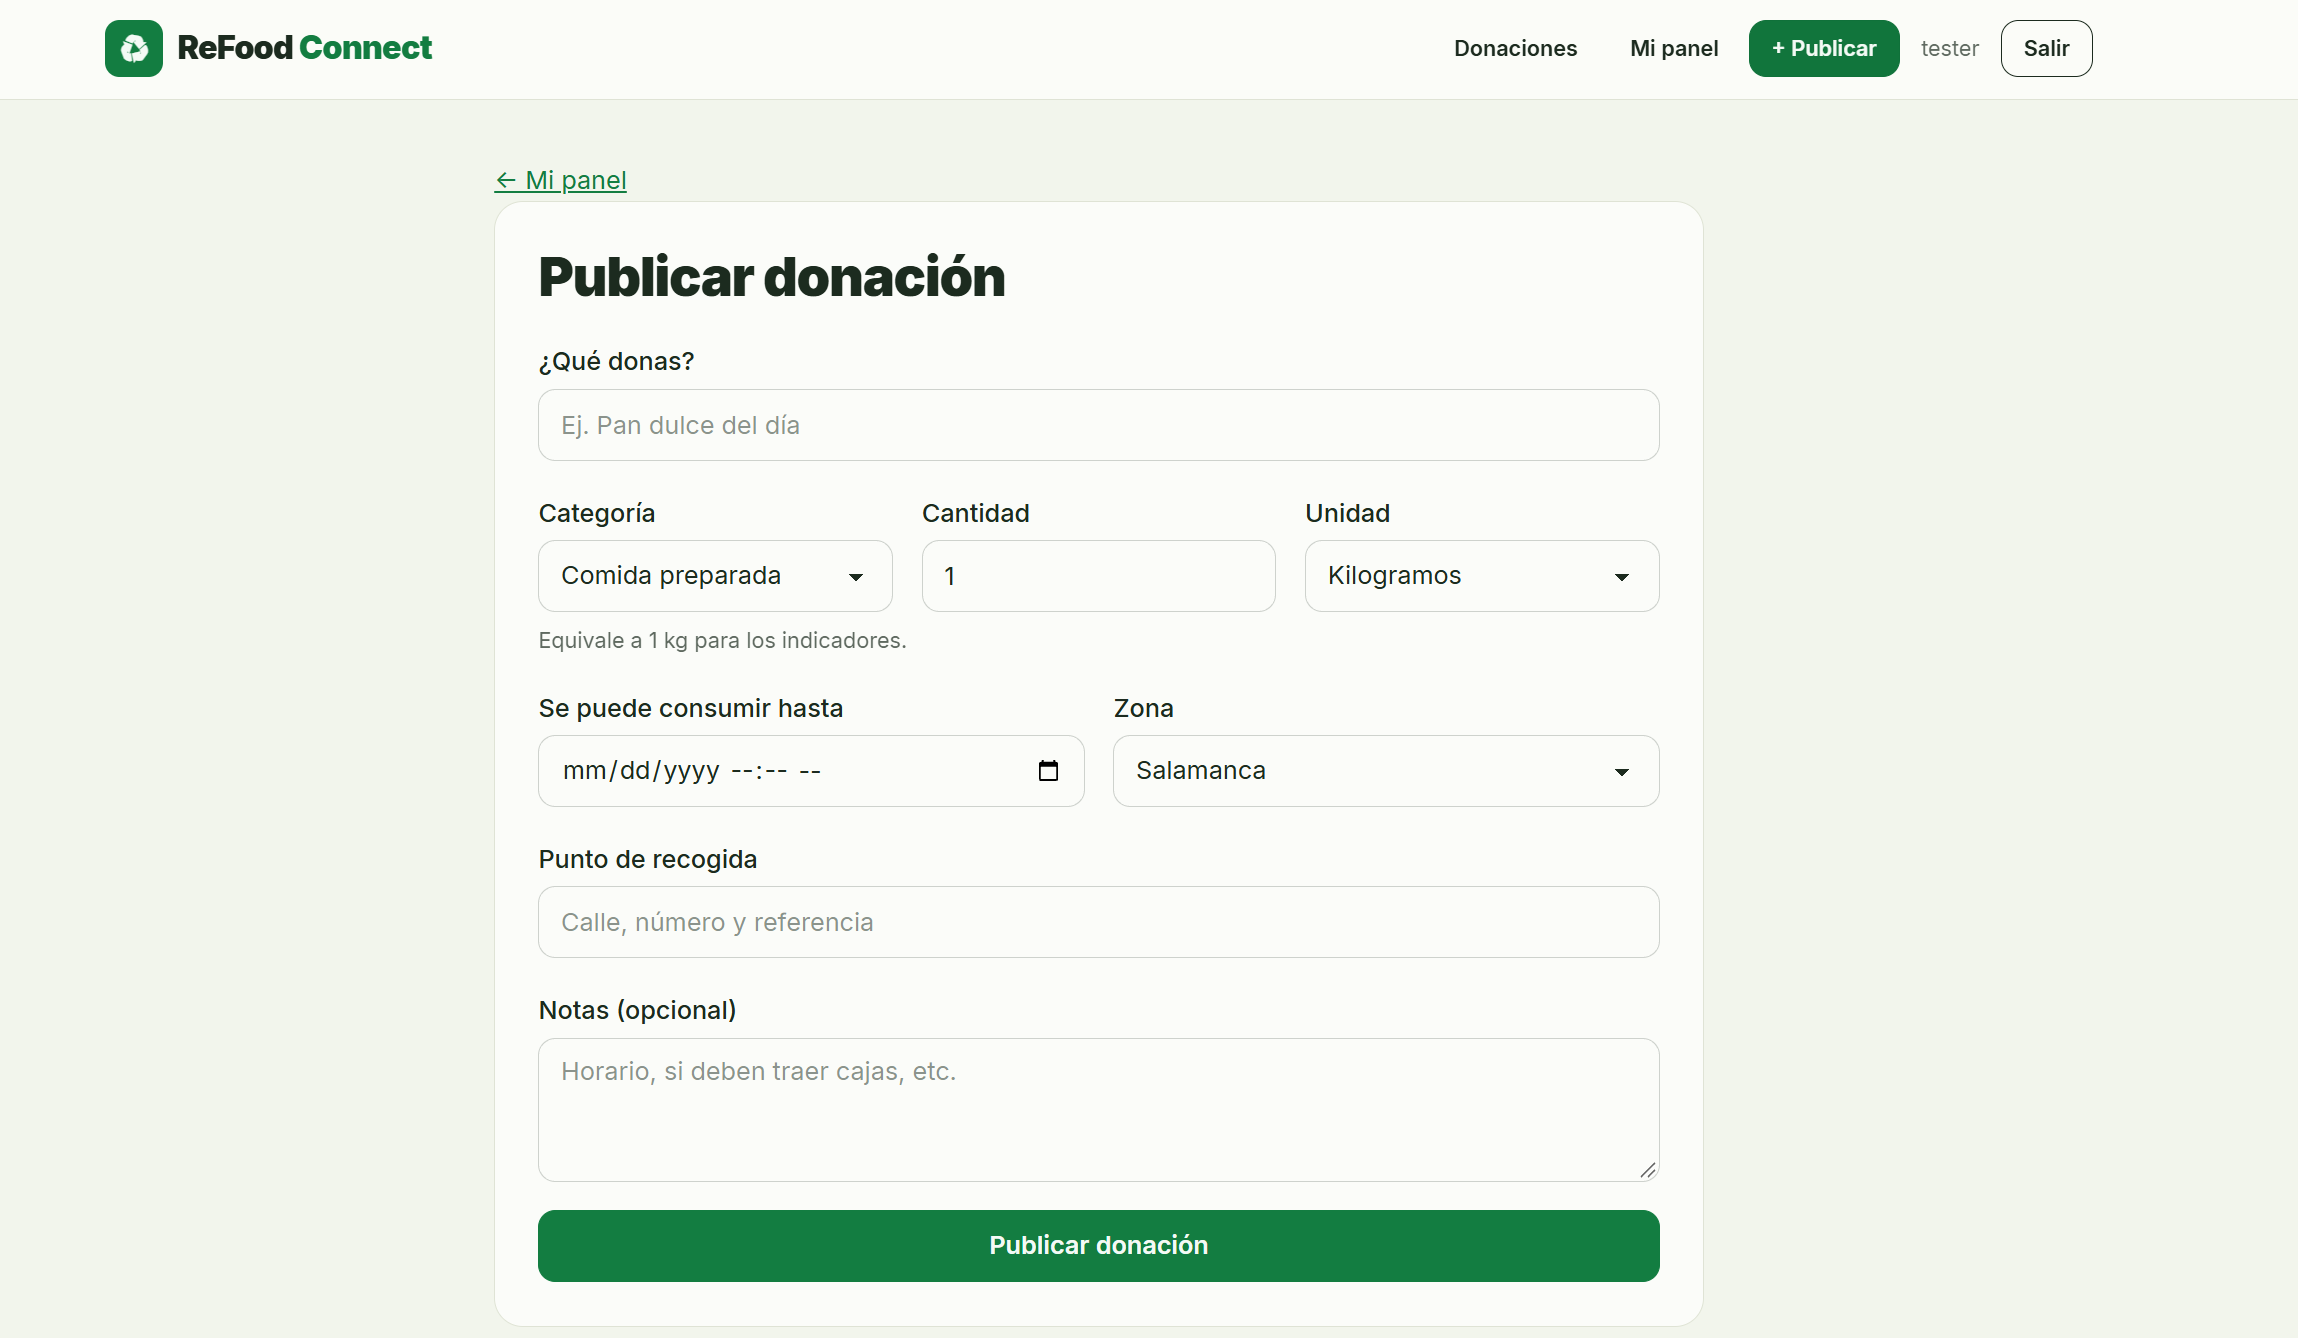 ReFood Connect
Donaciones Mi panel + Publicar tester Salir
← Mi panel
Publicar donación
¿Qué donas?
Ej. Pan dulce del día
Categoría Cantidad Unidad
Comida preparada 1 Kilogramos
Equivale a 1 kg para los indicadores.
Se puede consumir hasta Zona
mm/dd/yyyy --:-- -- Salamanca
Punto de recogida
Calle, número y referencia
Notas (opcional)
Horario, si deben traer cajas, etc.
Publicar donación